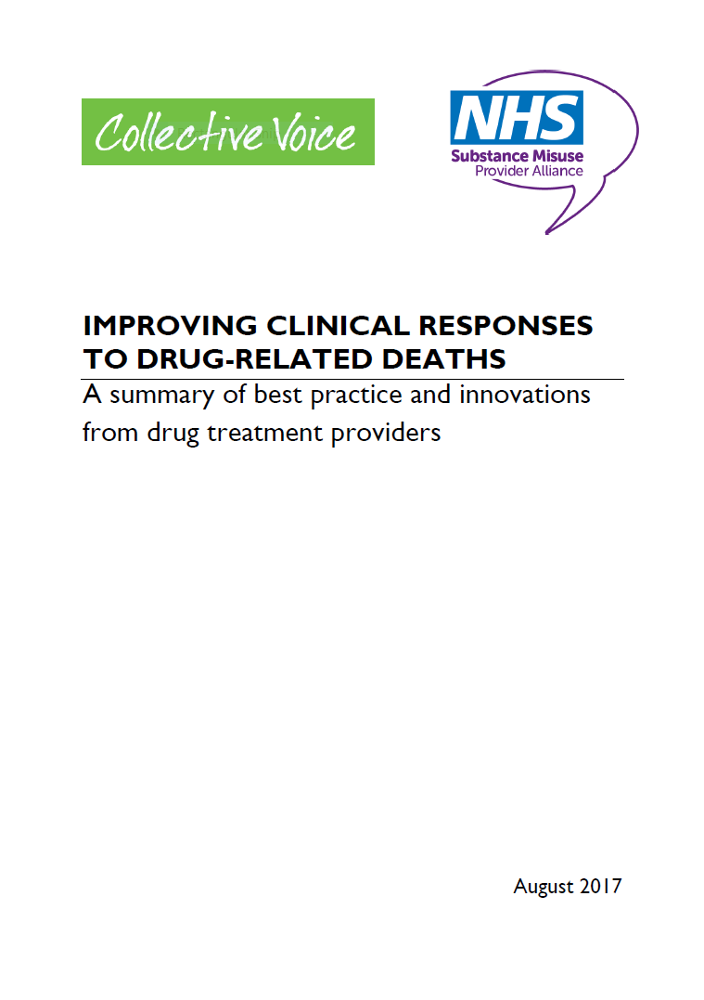 Collective Voice
NHS
Substance Misuse
Provider Alliance
IMPROVING CLINICAL RESPONSES
TO DRUG-RELATED DEATHS
A summary of best practice and innovations
from drug treatment providers
August 2017